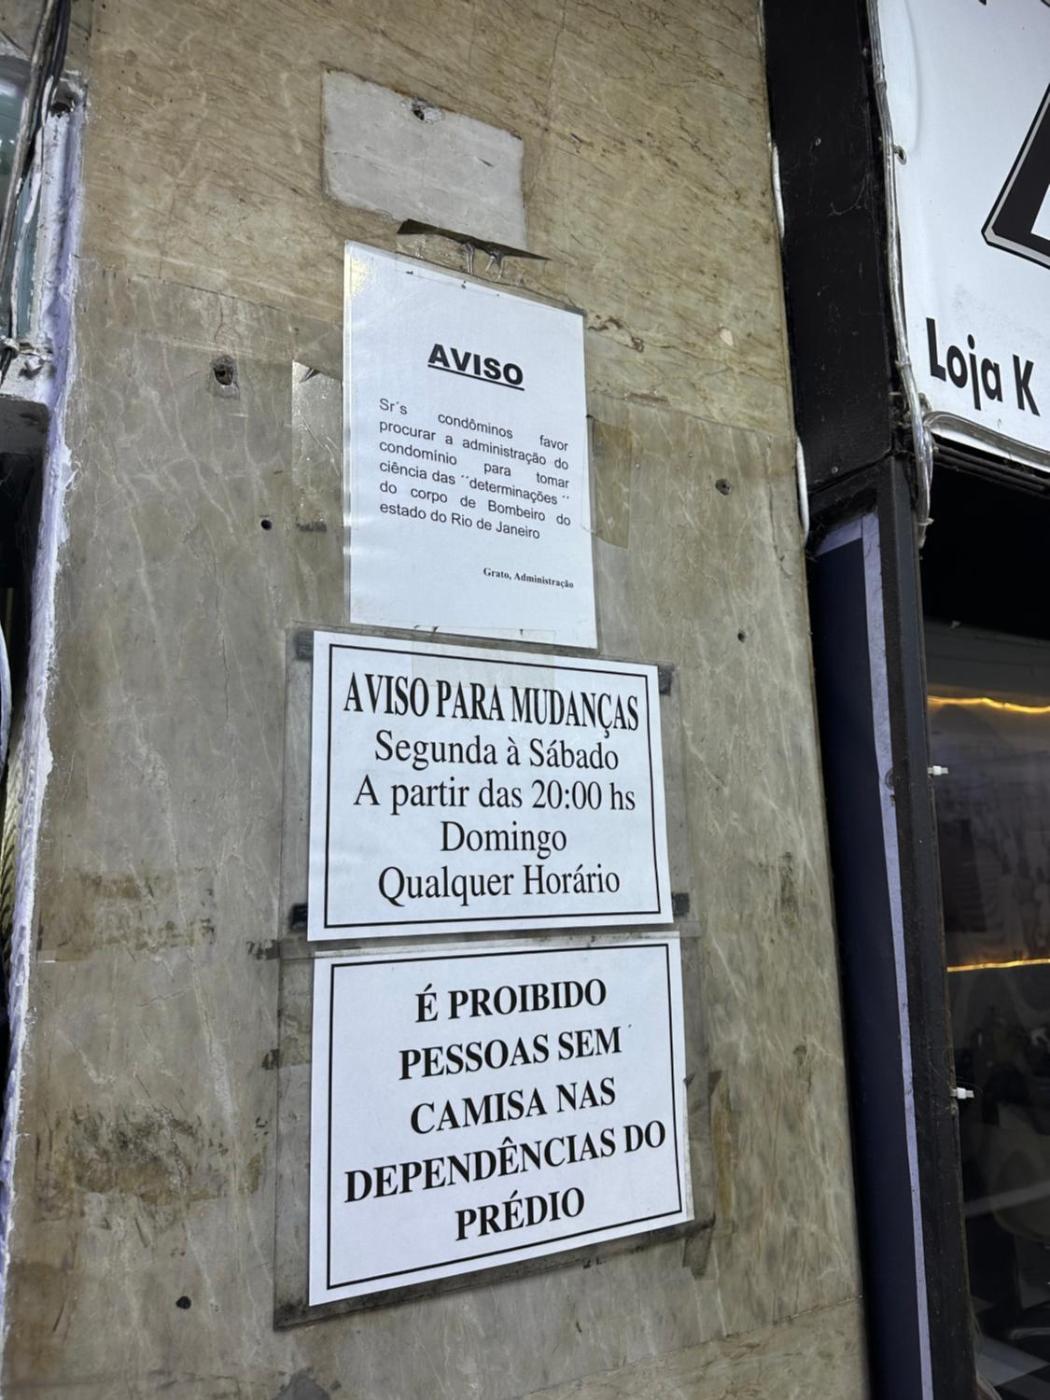 AVISO
Sr´s condôminos favor
procurar a administração do
condomínio para tomar
ciência das ´´determinações ´´
do corpo de Bombeiro do
estado do Rio de Janeiro
Grato, Administração
AVISO PARA MUDANÇAS
Segunda à Sábado
A partir das 20:00 hs
Domingo
Qualquer Horário
É PROIBIDO
PESSOAS SEM
CAMISA NAS
DEPENDÊNCIAS DO
PRÉDIO
Loja K